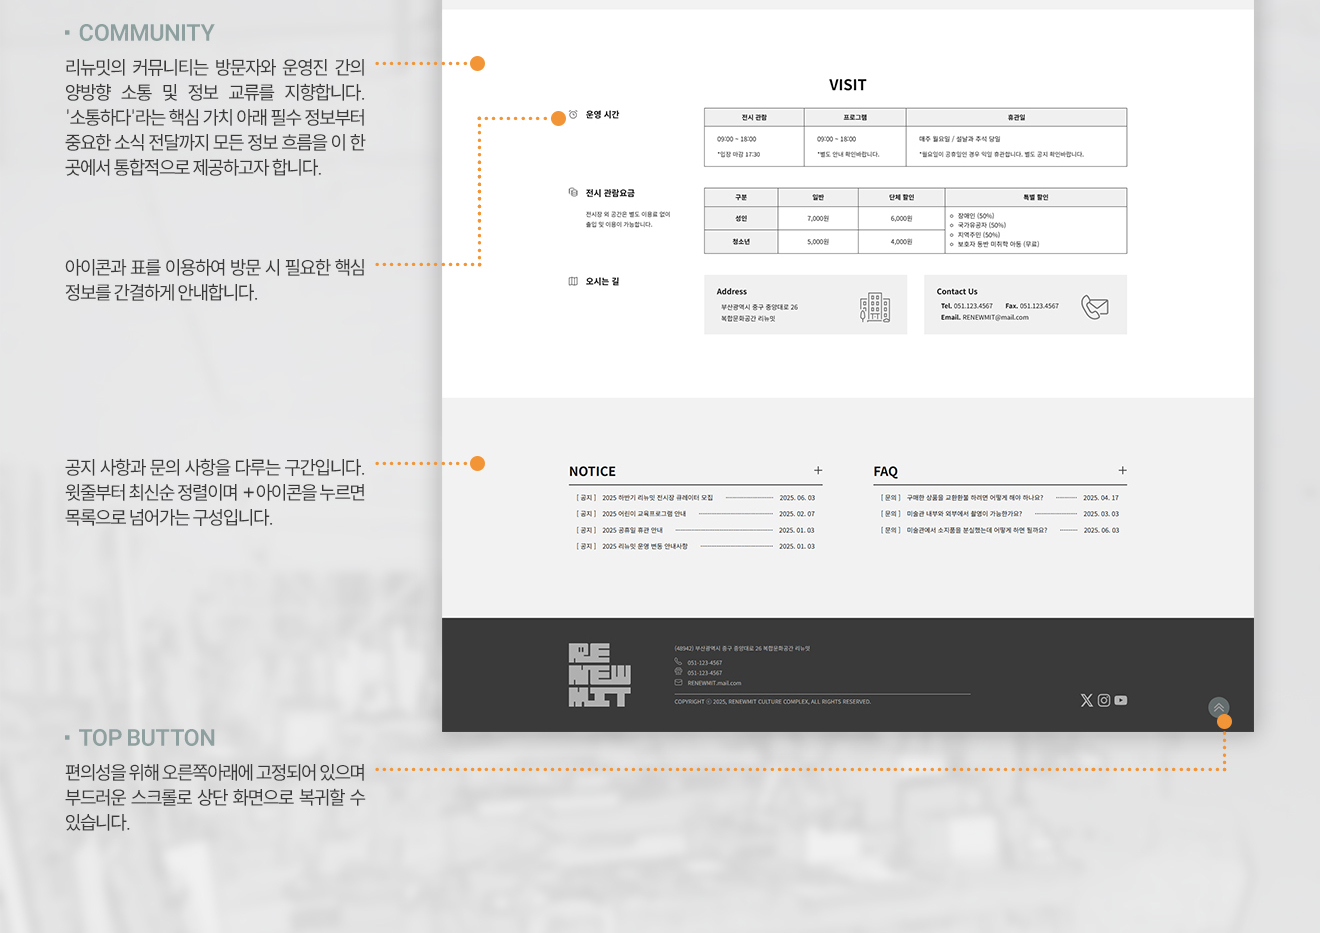 COMMUNITY
리뉴밋의 커뮤니티는 방문자와 운영진 간의
양방향 소통 및 정보 교류를 지향합니다.
'소통하다'라는 핵심 가치 아래 필수 정보부터
중요한 소식 전달까지 모든 정보 흐름을 이 한
곳에서 통합적으로 제공하고자 합니다.
아이콘과 표를 이용하여 방문 시 필요한 핵심
정보를 간결하게 안내합니다.
공지 사항과 문의 사항을 다루는 구간입니다.
윗줄부터 최신순 정렬이며 +아이콘을 누르면
목록으로 넘어가는 구성입니다.
TOP BUTTON
편의성을 위해 오른쪽아래에 고정되어 있으며
부드러운 스크롤로 상단 화면으로 복귀할 수
있습니다.
VISIT
운영 시간
전시 관람 프로그램 휴관일
09:00 ~ 18:00 09:00 ~ 18:00 매주 월요일 / 설날과 추석 당일
*입장 마감 17:30 *별도 안내 확인바랍니다. *월요일이 공휴일인 경우 익일 휴관합니다. 별도 공지 확인바랍니다.
전시 관람요금
전시장 외 공간은 별도 이용료 없이
출입 및 이용이 가능합니다.
구분 일반 단체 할인 특별 할인
성인 7,000원 6,000원
청소년 5,000원 4,000원
장애인 (50%)
국가유공자 (50%)
지역주민 (50%)
보호자 동반 미취학 아동 (무료)
오시는 길
Address
부산광역시 중구 중앙대로 26
복합문화공간 리뉴밋
Contact Us
Tel. 051.123.4567 Fax. 051.123.4567
Email. RENEWMIT@mail.com
NOTICE +
[ 공지 ] 2025 하반기 리뉴밋 전시장 큐레이터 모집 2025. 06. 03
[ 공지 ] 2025 어린이 교육프로그램 안내 2025. 02. 07
[ 공지 ] 2025 공휴일 휴관 안내 2025. 01. 03
[ 공지 ] 2025 리뉴밋 운영 변동 안내사항 2025. 01. 03
FAQ +
[ 문의 ] 구매한 상품을 교환환불 하려면 어떻게 해야 하나요? 2025. 04. 17
[ 문의 ] 미술관 내부와 외부에서 촬영이 가능한가요? 2025. 03. 03
[ 문의 ] 미술관에서 소지품을 분실했는데 어떻게 하면 될까요? 2025. 06. 03
RE
NEW
MIT
(48942) 부산광역시 중구 중앙대로 26 복합문화공간 리뉴밋
051-123-4567
051-123-4567
RENEWMIT.mail.com
COPYRIGHT ⓒ 2025, RENEWMIT CULTURE COMPLEX, ALL RIGHTS RESERVED.